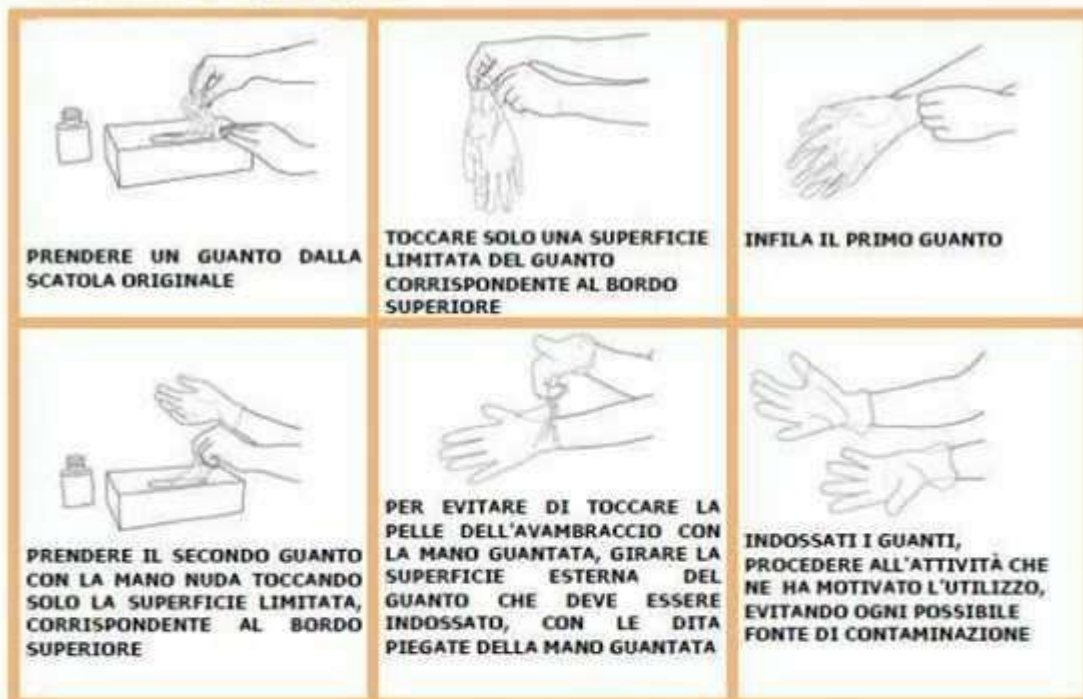 PRENDERE UN GUANTO DALLA
SCATOLA ORIGINALE
TOCCARE SOLO UNA SUPERFICIE
LIMITATA DEL GUANTO
CORRISPONDENTE AL BORDO
SUPERIORE
INFILA IL PRIMO GUANTO
PRENDERE IL SECONDO GUANTO
CON LA MANO NUDA TOCCANDO
SOLO LA SUPERFICIE LIMITATA,
CORRISPONDENTE AL BORDO
SUPERIORE
PER EVITARE DI TOCCARE LA
PELLE DELL'AVAMBRACCIO CON
LA MANO GUANTATA, GIRARE LA
SUPERFICIE ESTERNA DEL
GUANTO CHE DEVE ESSERE
INDOSSATO, CON LE DITA
PIEGATE DELLA MANO GUANTATA
INDOSSATI I GUANTI,
PROCEDERE ALL'ATTIVITÀ CHE
NE HA MOTIVATO L'UTILIZZO,
EVITANDO OGNI POSSIBILE
FONTE DI CONTAMINAZIONE